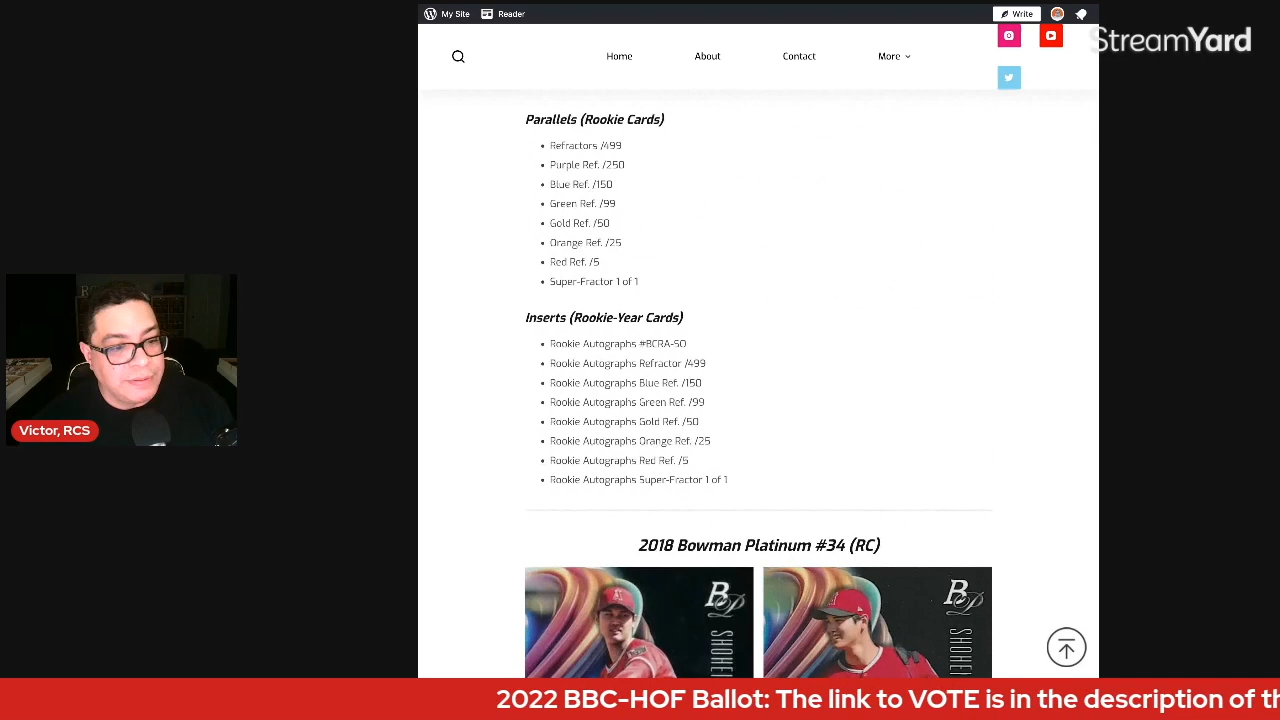 My Site
Reader
Write
StreamYard
Home
About
Contact
More
Parallels (Rookie Cards)
• Refractors /499
• Purple Ref. /250
• Blue Ref. /150
• Green Ref. /99
• Gold Ref. /50
• Orange Ref. /25
• Red Ref. /5
• Super-Fractor 1 of 1
Inserts (Rookie-Year Cards)
• Rookie Autographs #BCRA-SO
• Rookie Autographs Refractor /499
• Rookie Autographs Blue Ref. /150
• Rookie Autographs Green Ref. /99
• Rookie Autographs Gold Ref. /50
• Rookie Autographs Orange Ref. /25
• Rookie Autographs Red Ref. /5
• Rookie Autographs Super-Fractor 1 of 1
Victor, RCS
2018 Bowman Platinum #34 (RC)
BP
SHOHEI
BP
SHOHEI
2022 BBC-HOF Ballot: The link to VOTE is in the description of th